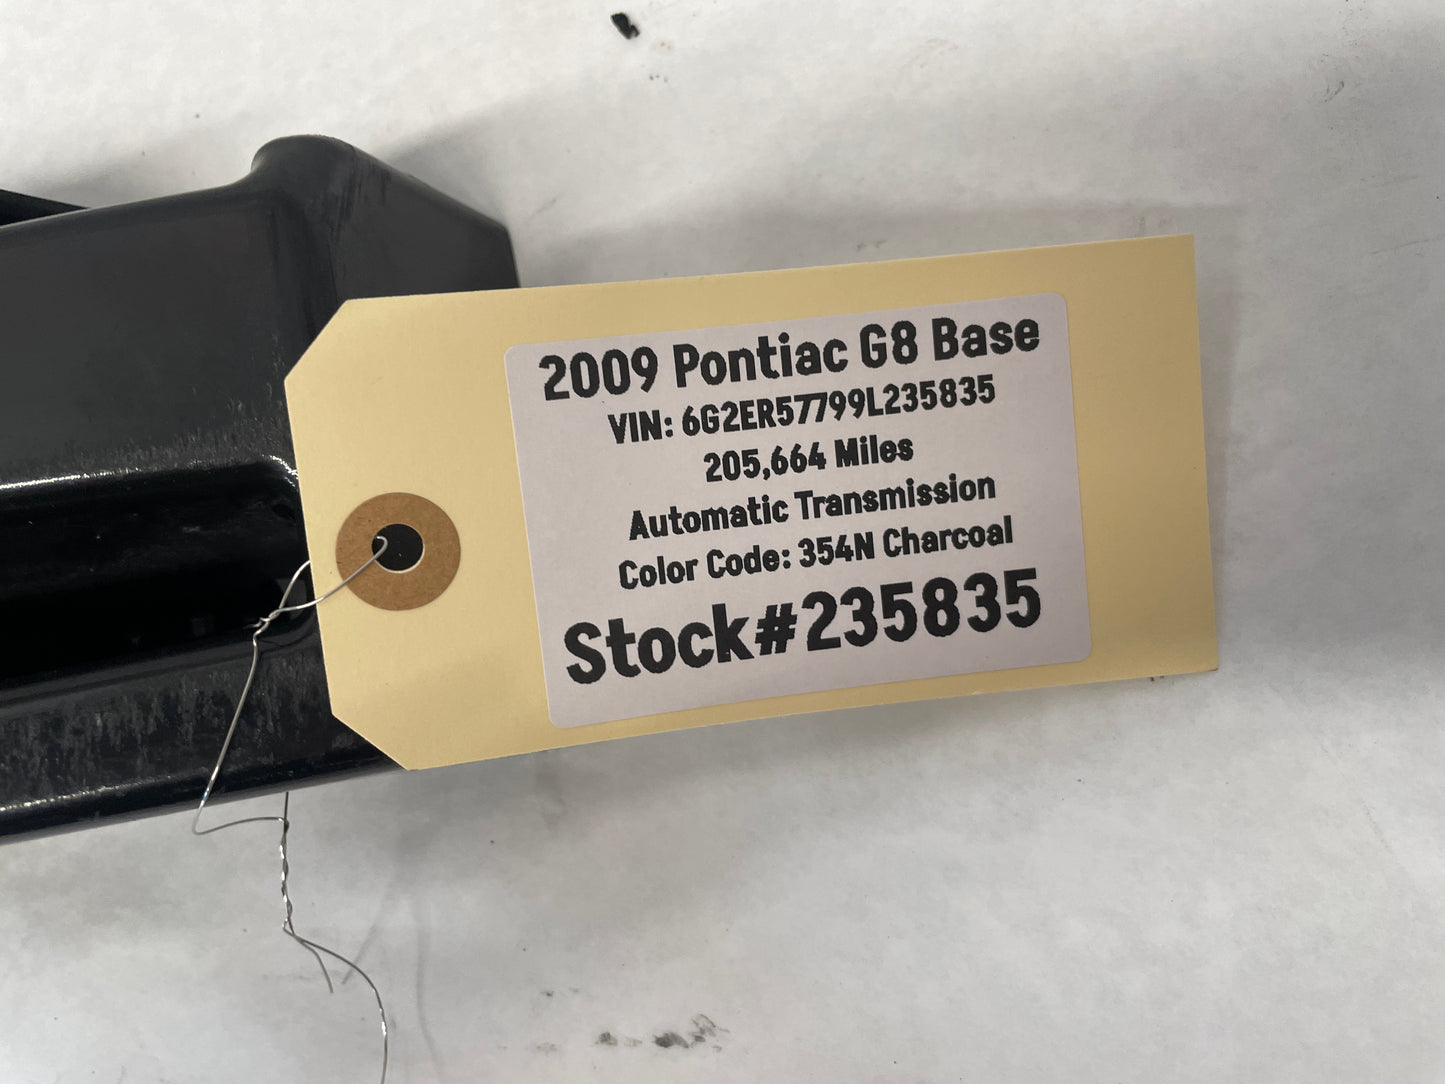 2009 Pontiac G8 Base
VIN: 6G2ER57799L235835
205,664 Miles
Automatic Transmission
Color Code: 354N Charcoal
Stock#235835